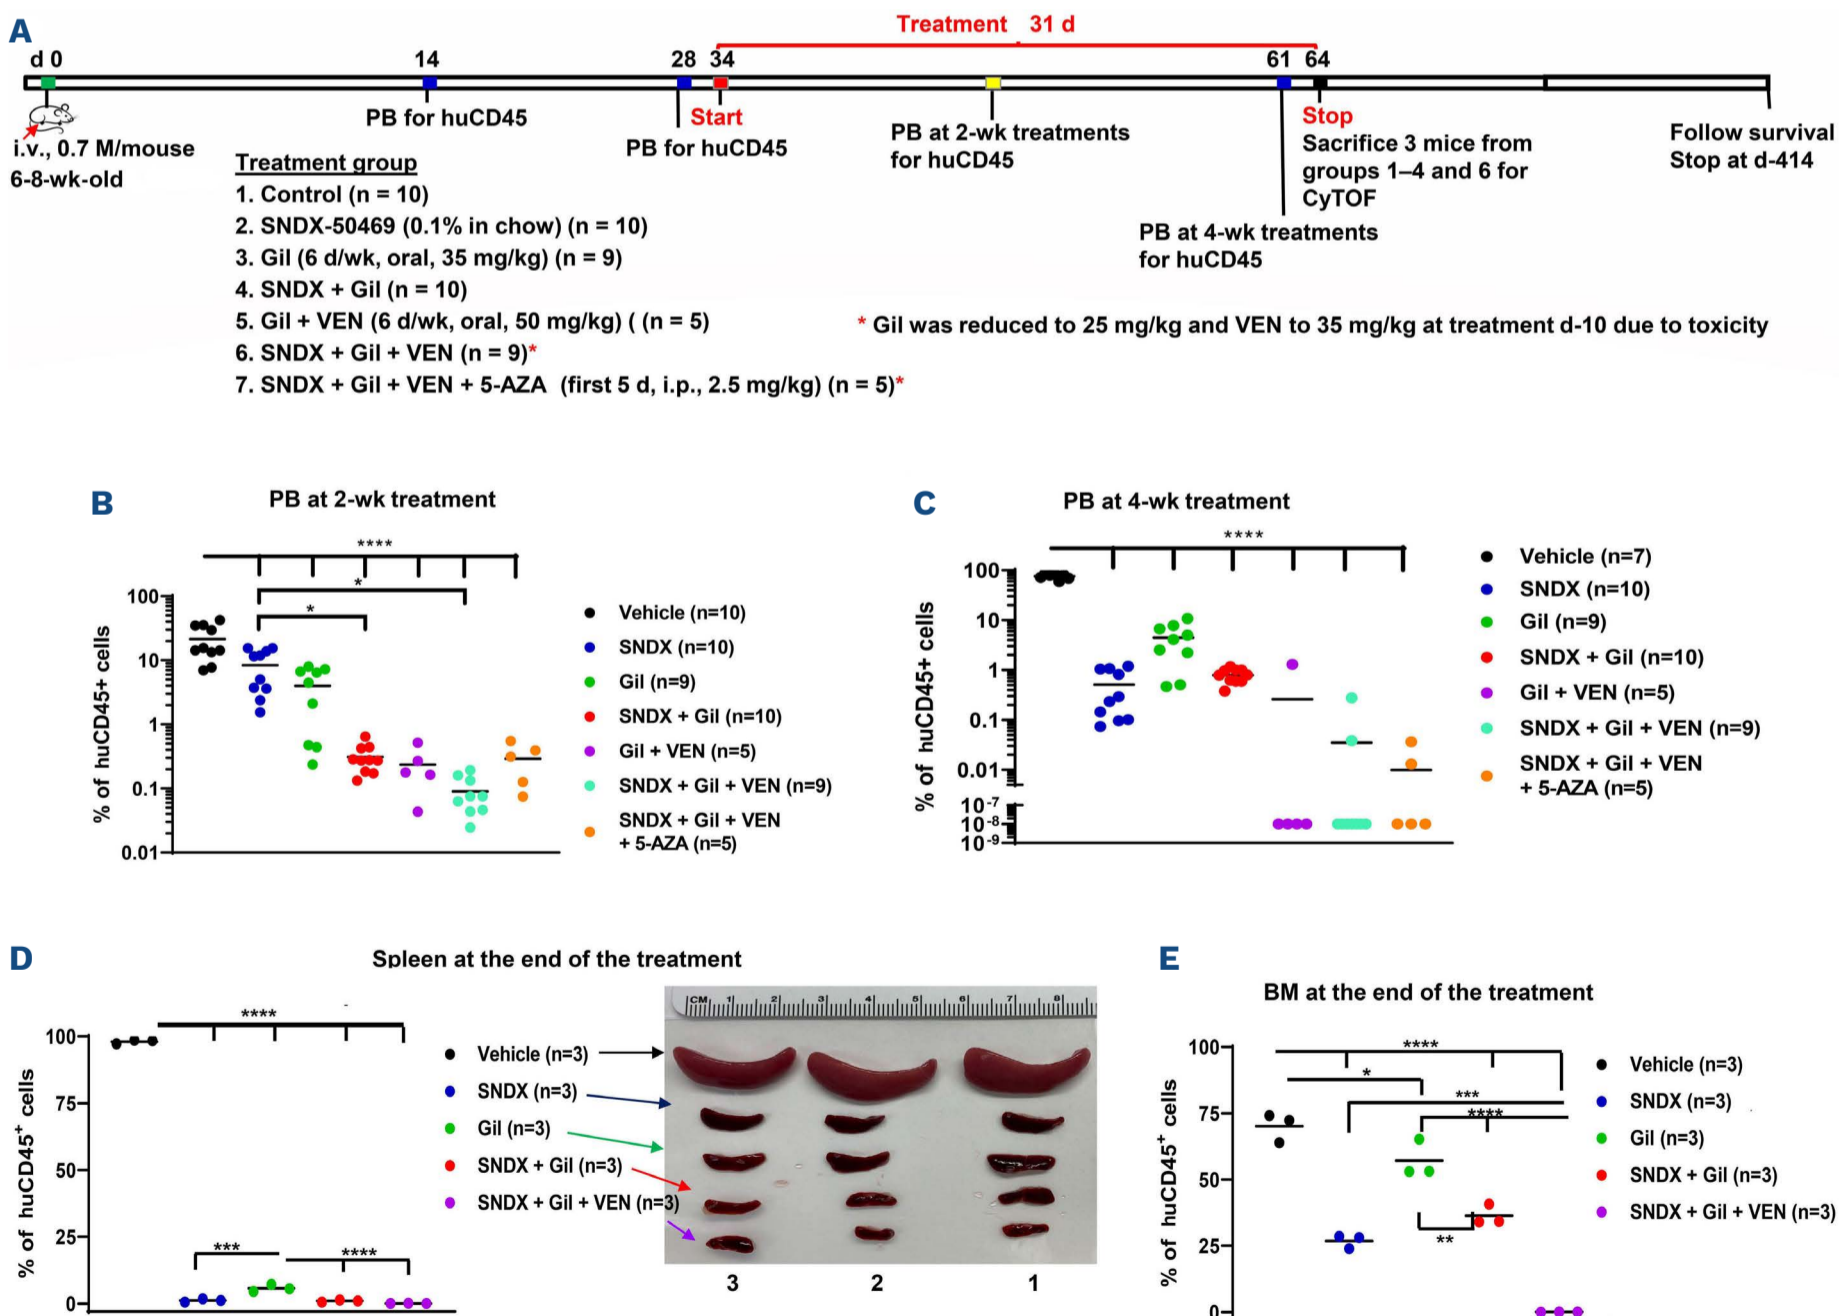 A
Treatment 31 d
d 0 14 28 34 61 64
i.v., 0.7 M/mouse
6-8-wk-old
PB for huCD45
PB for huCD45
Start
PB at 2-wk treatments
for huCD45
PB at 4-wk treatments
for huCD45
Stop
Sacrifice 3 mice from
groups 1–4 and 6 for
CyTOF
Follow survival
Stop at d-414
Treatment group
1. Control (n = 10)
2. SNDX-50469 (0.1% in chow) (n = 10)
3. Gil (6 d/wk, oral, 35 mg/kg) (n = 9)
4. SNDX + Gil (n = 10)
5. Gil + VEN (6 d/wk, oral, 50 mg/kg) ( (n = 5)
6. SNDX + Gil + VEN (n = 9)*
7. SNDX + Gil + VEN + 5-AZA (first 5 d, i.p., 2.5 mg/kg) (n = 5)*
* Gil was reduced to 25 mg/kg and VEN to 35 mg/kg at treatment d-10 due to toxicity
B
PB at 2-wk treatment
****
*
*
% of huCD45+ cells
100
10
1
0.1
0.01
Vehicle (n=10)
SNDX (n=10)
Gil (n=9)
SNDX + Gil (n=10)
Gil + VEN (n=5)
SNDX + Gil + VEN (n=9)
SNDX + Gil + VEN
+ 5-AZA (n=5)
C
PB at 4-wk treatment
****
% of huCD45+ cells
100
10
1
0.1
0.01
10-7
10-8
10-9
Vehicle (n=7)
SNDX (n=10)
Gil (n=9)
SNDX + Gil (n=10)
Gil + VEN (n=5)
SNDX + Gil + VEN (n=9)
SNDX + Gil + VEN
+ 5-AZA (n=5)
D
Spleen at the end of the treatment
****
% of huCD45+ cells
100
75
50
25
0
***
****
Vehicle (n=3)
SNDX (n=3)
Gil (n=3)
SNDX + Gil (n=3)
SNDX + Gil + VEN (n=3)
CM 1 2 3 4 5 6 7 8
3 2 1
E
BM at the end of the treatment
****
*
***
****
**
% of huCD45+ cells
100
75
50
25
0
Vehicle (n=3)
SNDX (n=3)
Gil (n=3)
SNDX + Gil (n=3)
SNDX + Gil + VEN (n=3)